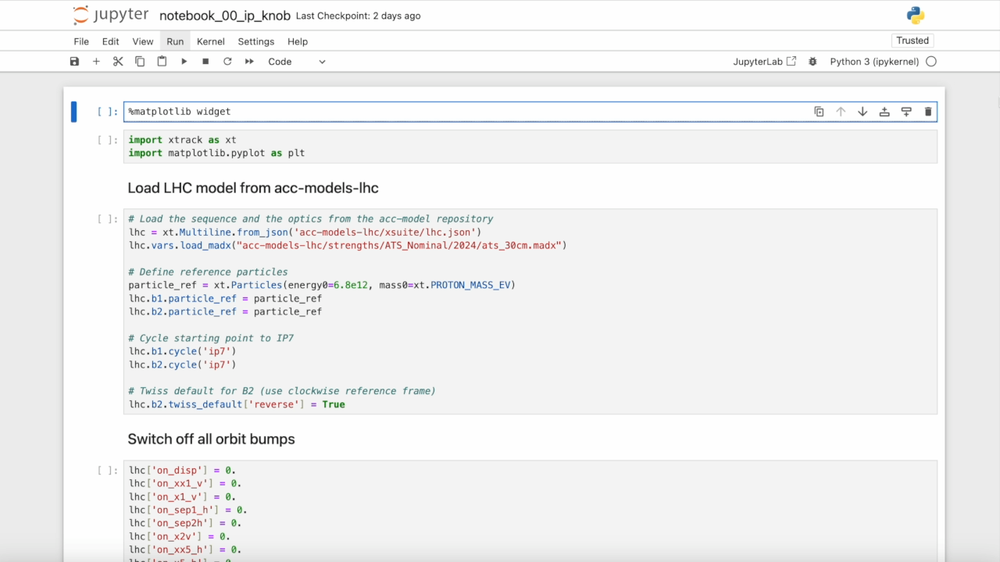 jupyter notebook_00_ip_knob Last Checkpoint: 2 days ago
File Edit View Run Kernel Settings Help Trusted
Code JupyterLab Python 3 (ipykernel)
[ ]: %matplotlib widget
[ ]: import xtrack as xt
import matplotlib.pyplot as plt
Load LHC model from acc-models-lhc
[ ]: # Load the sequence and the optics from the acc-model repository
lhc = xt.Multiline.from_json('acc-models-lhc/xsuite/lhc.json')
lhc.vars.load_madx("acc-models-lhc/strengths/ATS_Nominal/2024/ats_30cm.madx")
# Define reference particles
particle_ref = xt.Particles(energy0=6.8e12, mass0=xt.PROTON_MASS_EV)
lhc.b1.particle_ref = particle_ref
lhc.b2.particle_ref = particle_ref
# Cycle starting point to IP7
lhc.b1.cycle('ip7')
lhc.b2.cycle('ip7')
# Twiss default for B2 (use clockwise reference frame)
lhc.b2.twiss_default['reverse'] = True
Switch off all orbit bumps
[ ]: lhc['on_disp'] = 0.
lhc['on_xx1_v'] = 0.
lhc['on_x1_v'] = 0.
lhc['on_sep1_h'] = 0.
lhc['on_sep2h'] = 0.
lhc['on_x2v'] = 0.
lhc['on_xx5_h'] = 0.